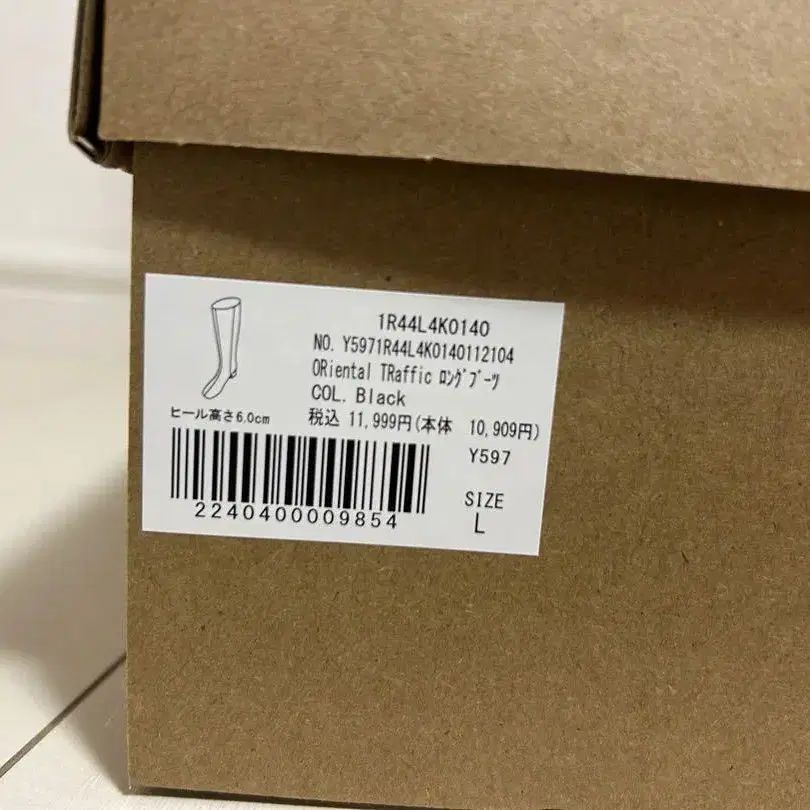 1R44L4K0140
NO. Y5971R44L4K0140112104
ORiental TRaffic ﾛﾝｸﾞﾌﾞｰﾂ
COL. Black
ヒール高さ6.0cm
税込 11,999円(本体 10,909円)
Y597
2240400009854
SIZE
L